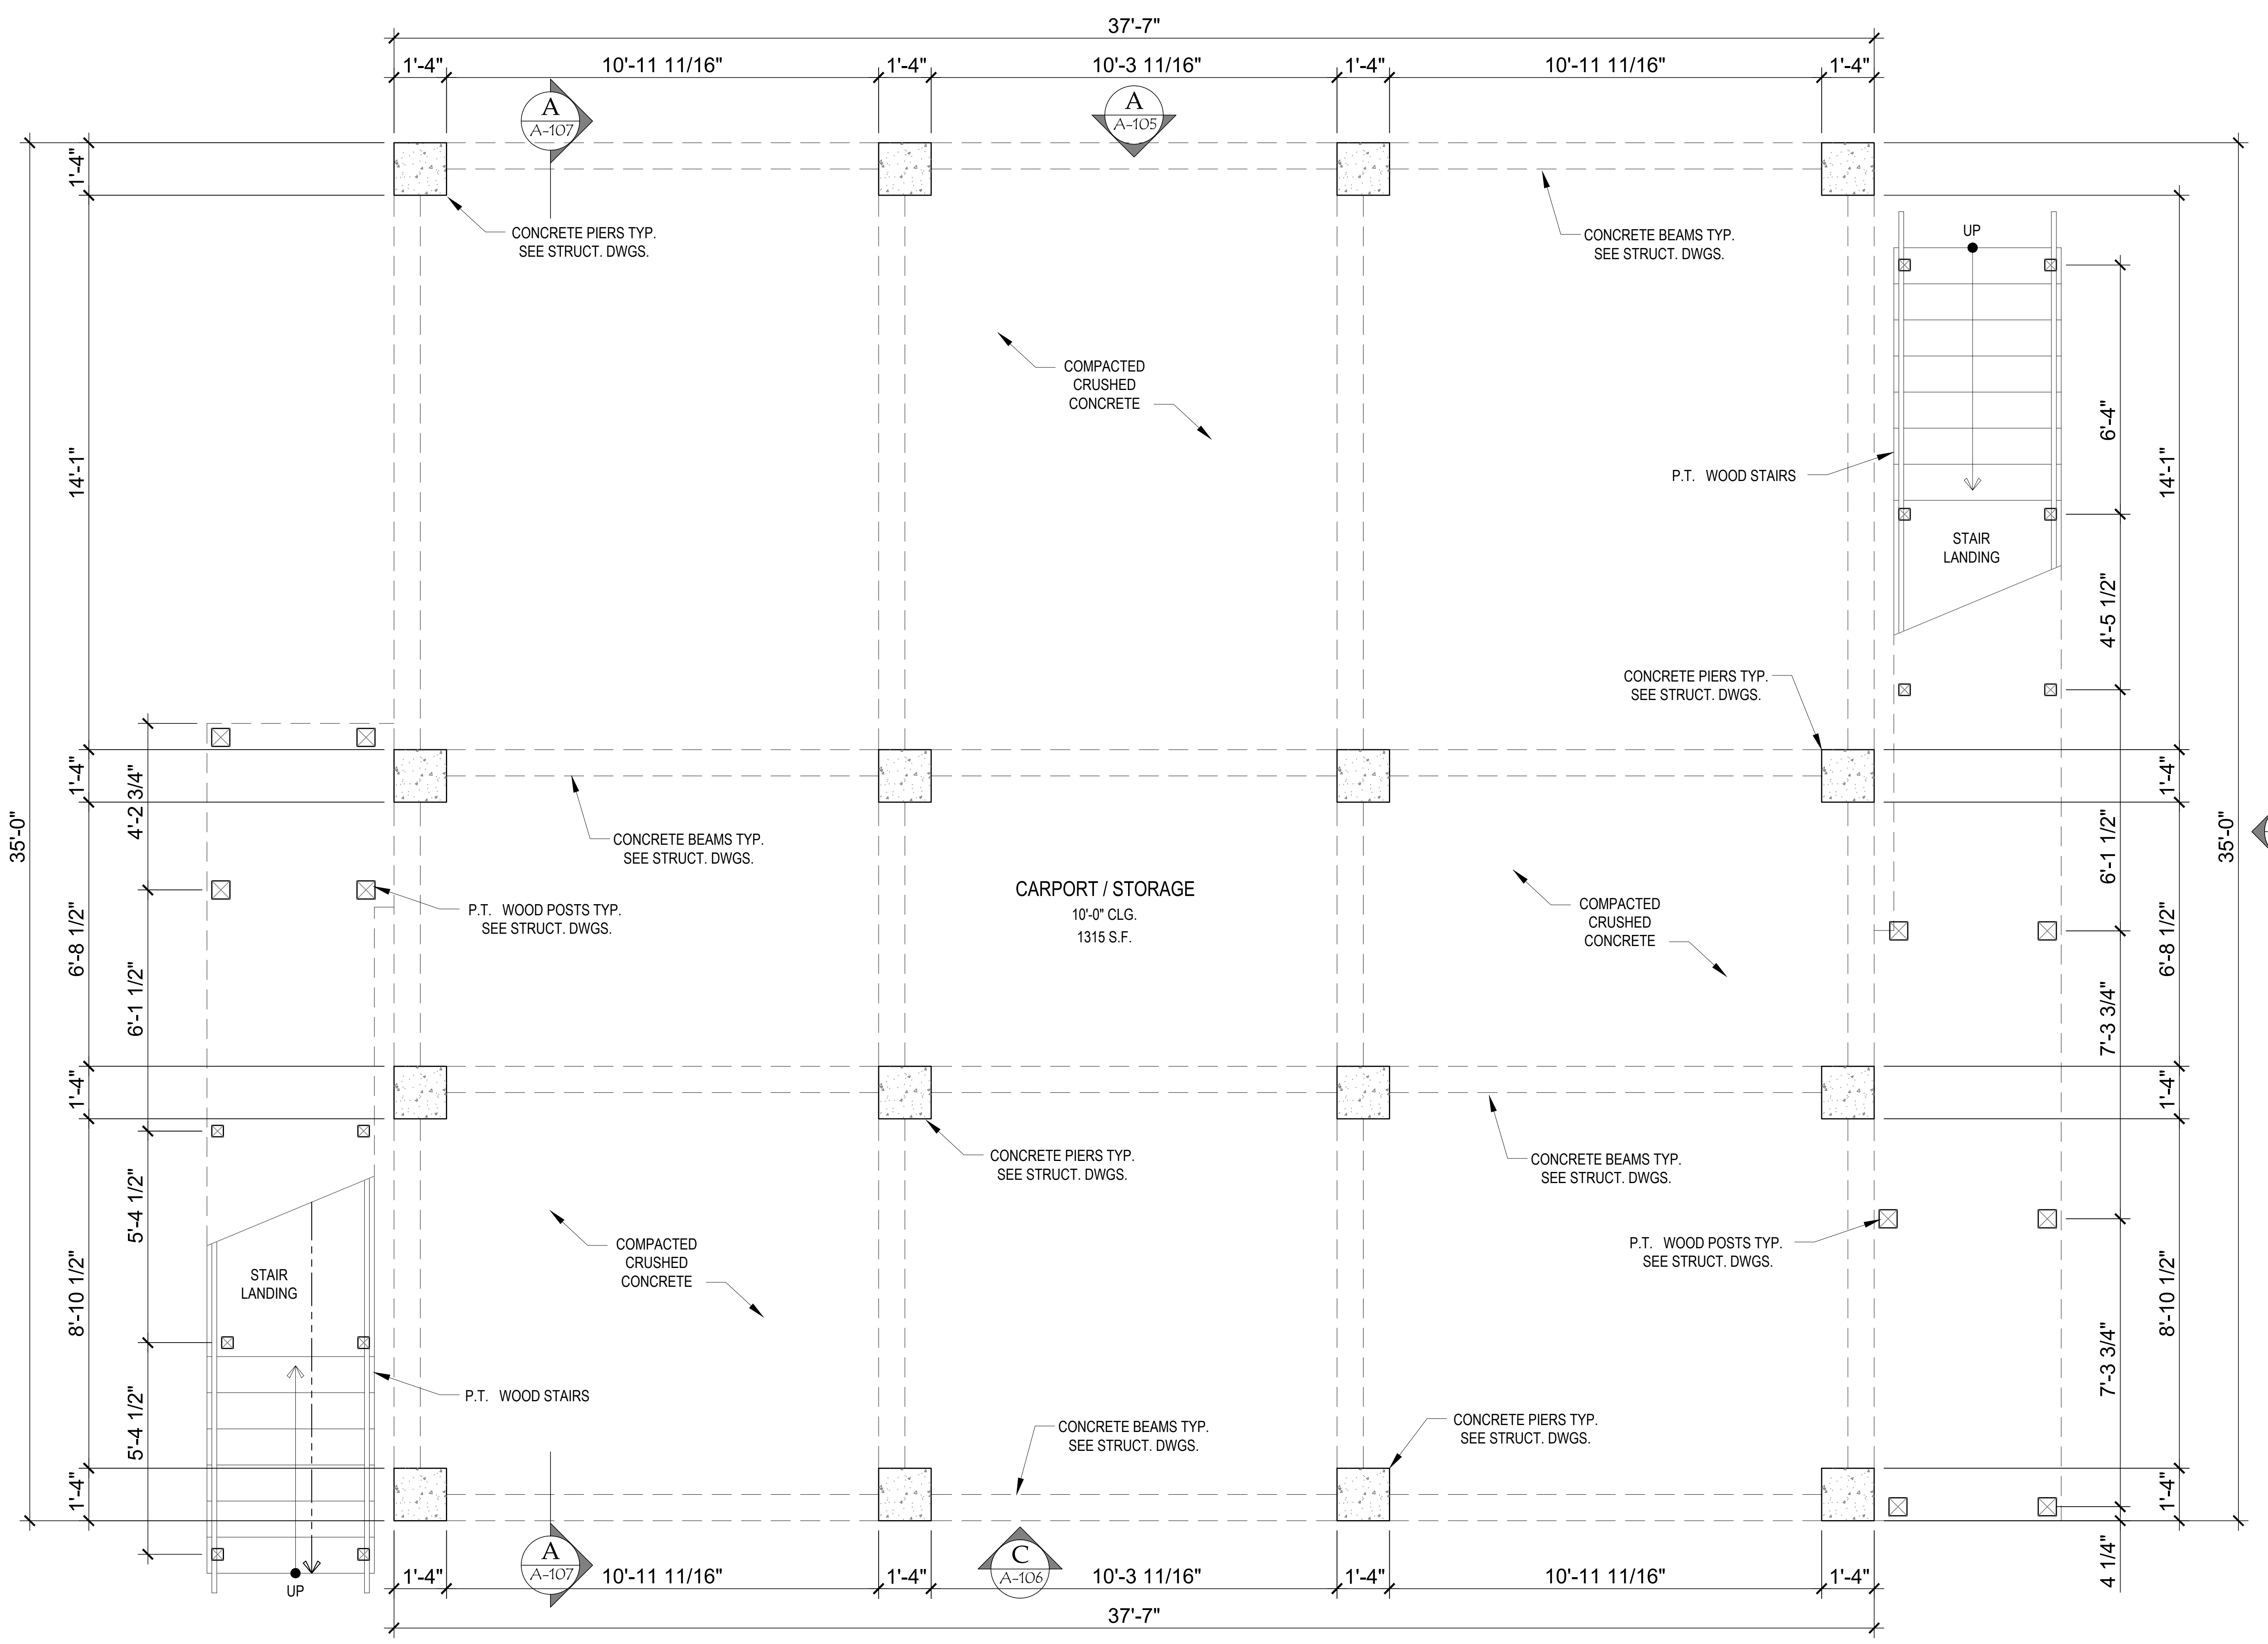 37'-7"
1'-4" 10'-11 11/16" 1'-4" 10'-3 11/16" 1'-4" 10'-11 11/16" 1'-4"
A
A-107
A
A-105
1'-4"
CONCRETE PIERS TYP.
SEE STRUCT. DWGS.
CONCRETE BEAMS TYP.
SEE STRUCT. DWGS.
UP
COMPACTED
CRUSHED
CONCRETE
6'-4"
14'-1"
14'-1"
P.T. WOOD STAIRS
STAIR
LANDING
4'-5 1/2"
CONCRETE PIERS TYP.
SEE STRUCT. DWGS.
1'-4"
4'-2 3/4"
1'-4"
35'-0"
CONCRETE BEAMS TYP.
SEE STRUCT. DWGS.
6'-1 1/2"
35'-0"
CARPORT / STORAGE
10'-0" CLG.
1315 S.F.
P.T. WOOD POSTS TYP.
SEE STRUCT. DWGS.
COMPACTED
CRUSHED
CONCRETE
6'-8 1/2"
6'-8 1/2"
6'-1 1/2"
7'-3 3/4"
1'-4"
1'-4"
CONCRETE PIERS TYP.
SEE STRUCT. DWGS.
CONCRETE BEAMS TYP.
SEE STRUCT. DWGS.
5'-4 1/2"
COMPACTED
CRUSHED
CONCRETE
P.T. WOOD POSTS TYP.
SEE STRUCT. DWGS.
STAIR
LANDING
8'-10 1/2"
8'-10 1/2"
7'-3 3/4"
P.T. WOOD STAIRS
5'-4 1/2"
CONCRETE BEAMS TYP.
SEE STRUCT. DWGS.
CONCRETE PIERS TYP.
SEE STRUCT. DWGS.
1'-4"
1'-4"
A
A-107
C
A-106
4 1/4"
UP
1'-4" 10'-11 11/16" 1'-4" 10'-3 11/16" 1'-4" 10'-11 11/16" 1'-4"
37'-7"